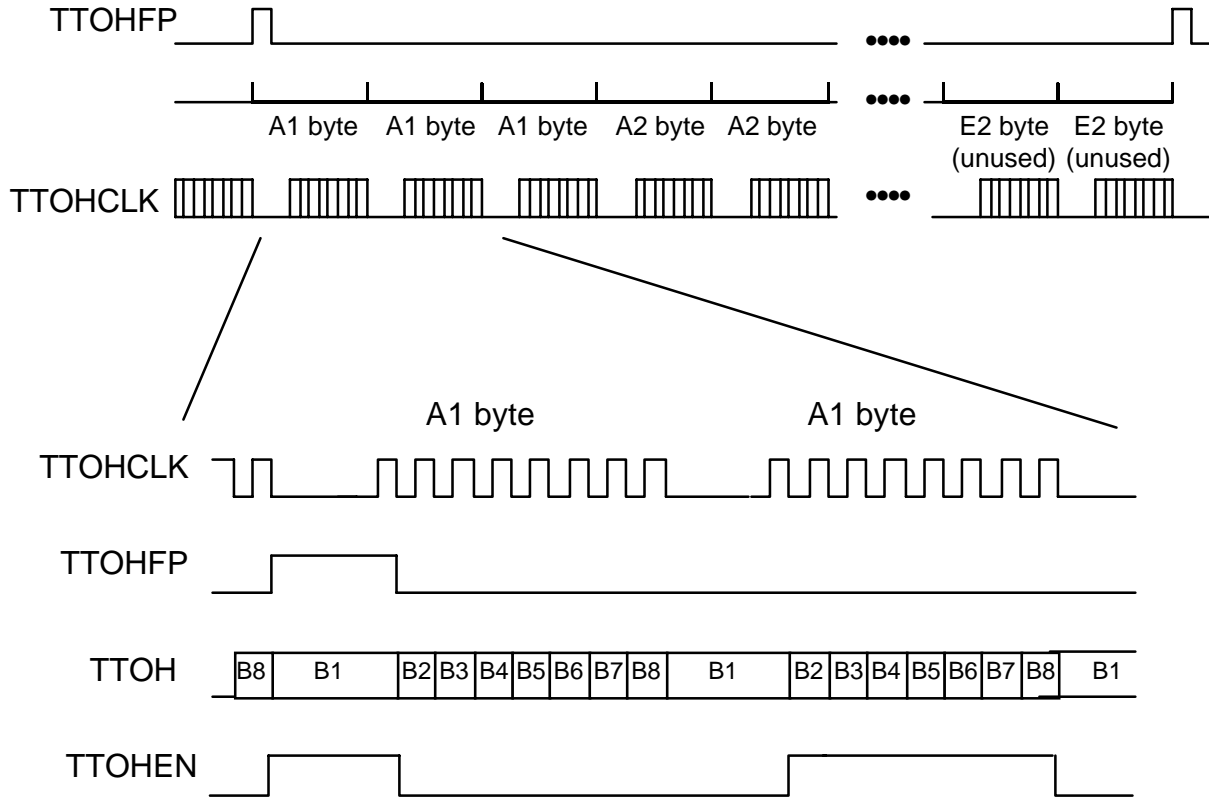 TTOHFP
A1 byte A1 byte A1 byte A2 byte A2 byte E2 byte E2 byte
(unused) (unused)
TTOHCLK
A1 byte A1 byte
TTOHCLK
TTOHFP
TTOH B8 B1 B2 B3 B4 B5 B6 B7 B8 B1 B2 B3 B4 B5 B6 B7 B8 B1
TTOHEN